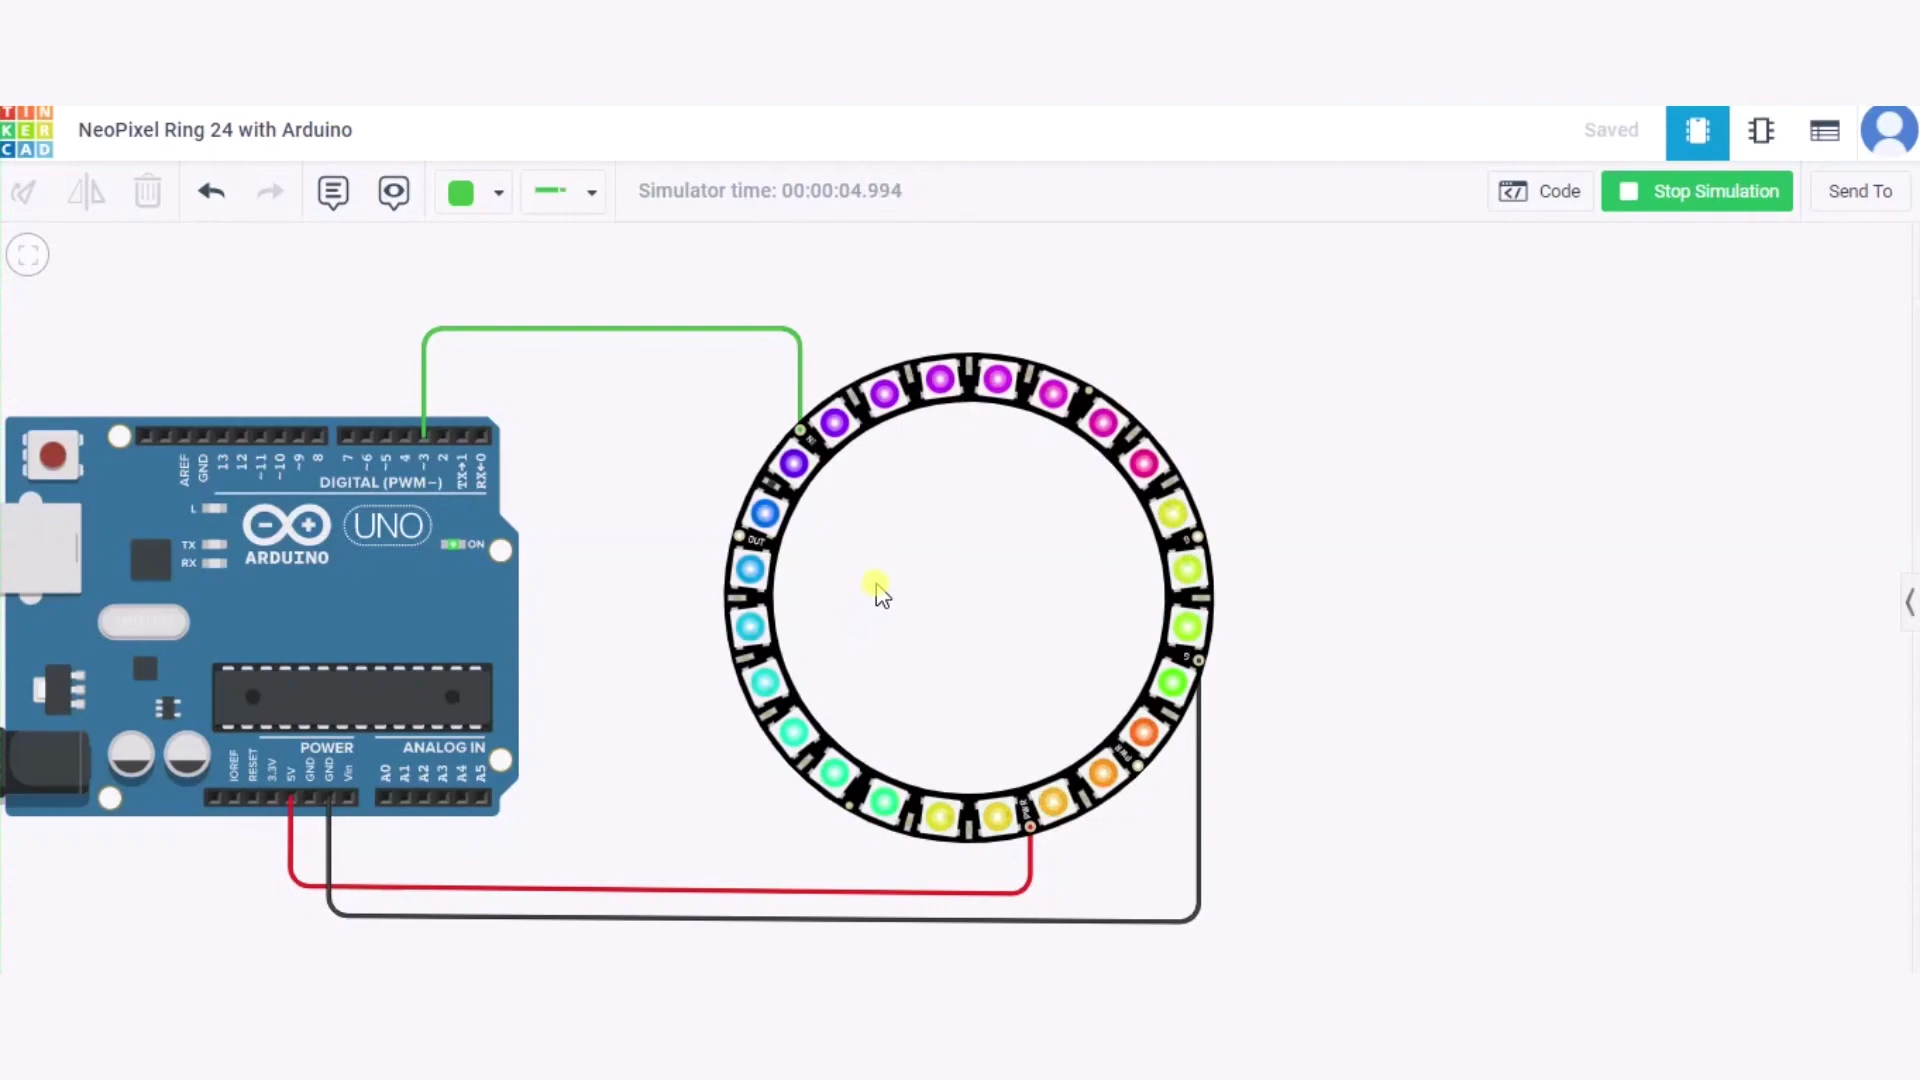 TIN
KER
CAD
NeoPixel Ring 24 with Arduino
Saved
Simulator time: 00:00:04.994
Code
Stop Simulation
Send To
AREF
GND
13
12
~11
~10
~9
8
7
~6
~5
4
~3
2
TX→1
RX←0
DIGITAL (PWM~)
L
TX
RX
ARDUINO
UNO
ON
IN
OUT
G
G
PWR
PWR
POWER
ANALOG IN
IOREF
RESET
3.3V
5V
GND
GND
Vin
A0
A1
A2
A3
A4
A5